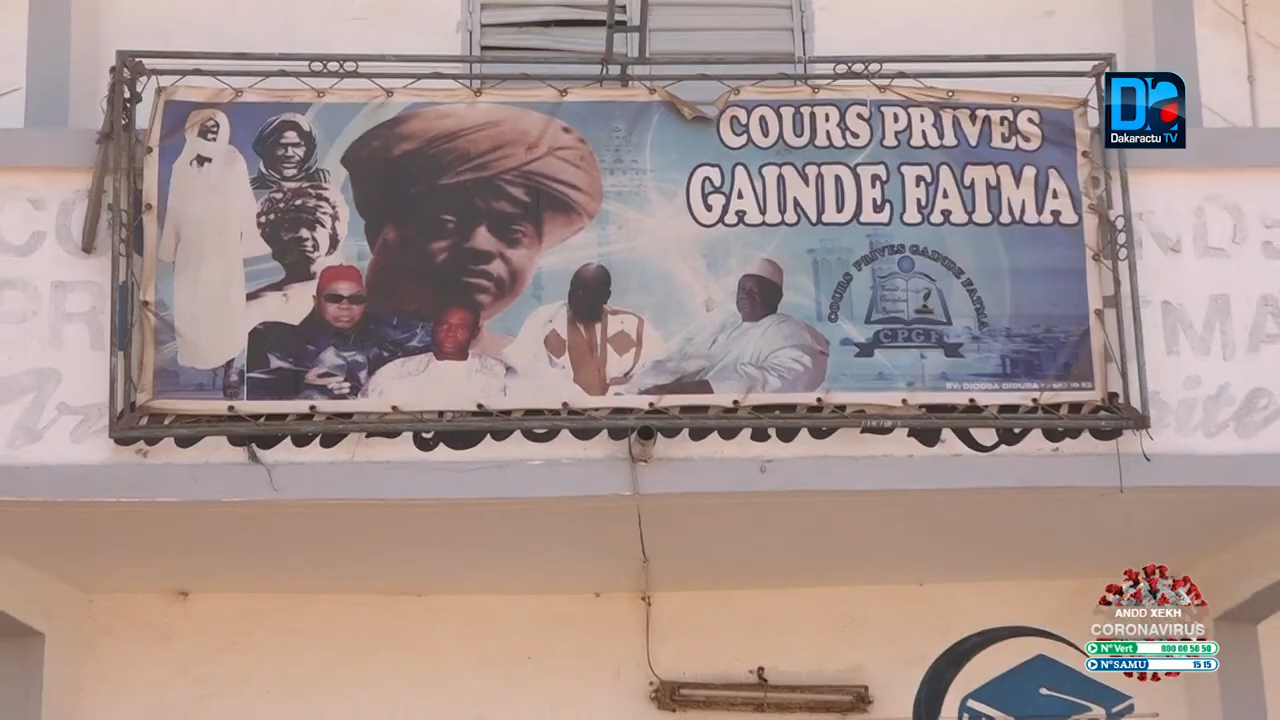 COURS PRIVES
GAINDE FATMA
COURS PRIVES GAINDE FATMA
CPGF
Dakaractu TV
ANDD XEKH
CORONAVIRUS
N° Vert 800 00 50 50
N° SAMU 15 15